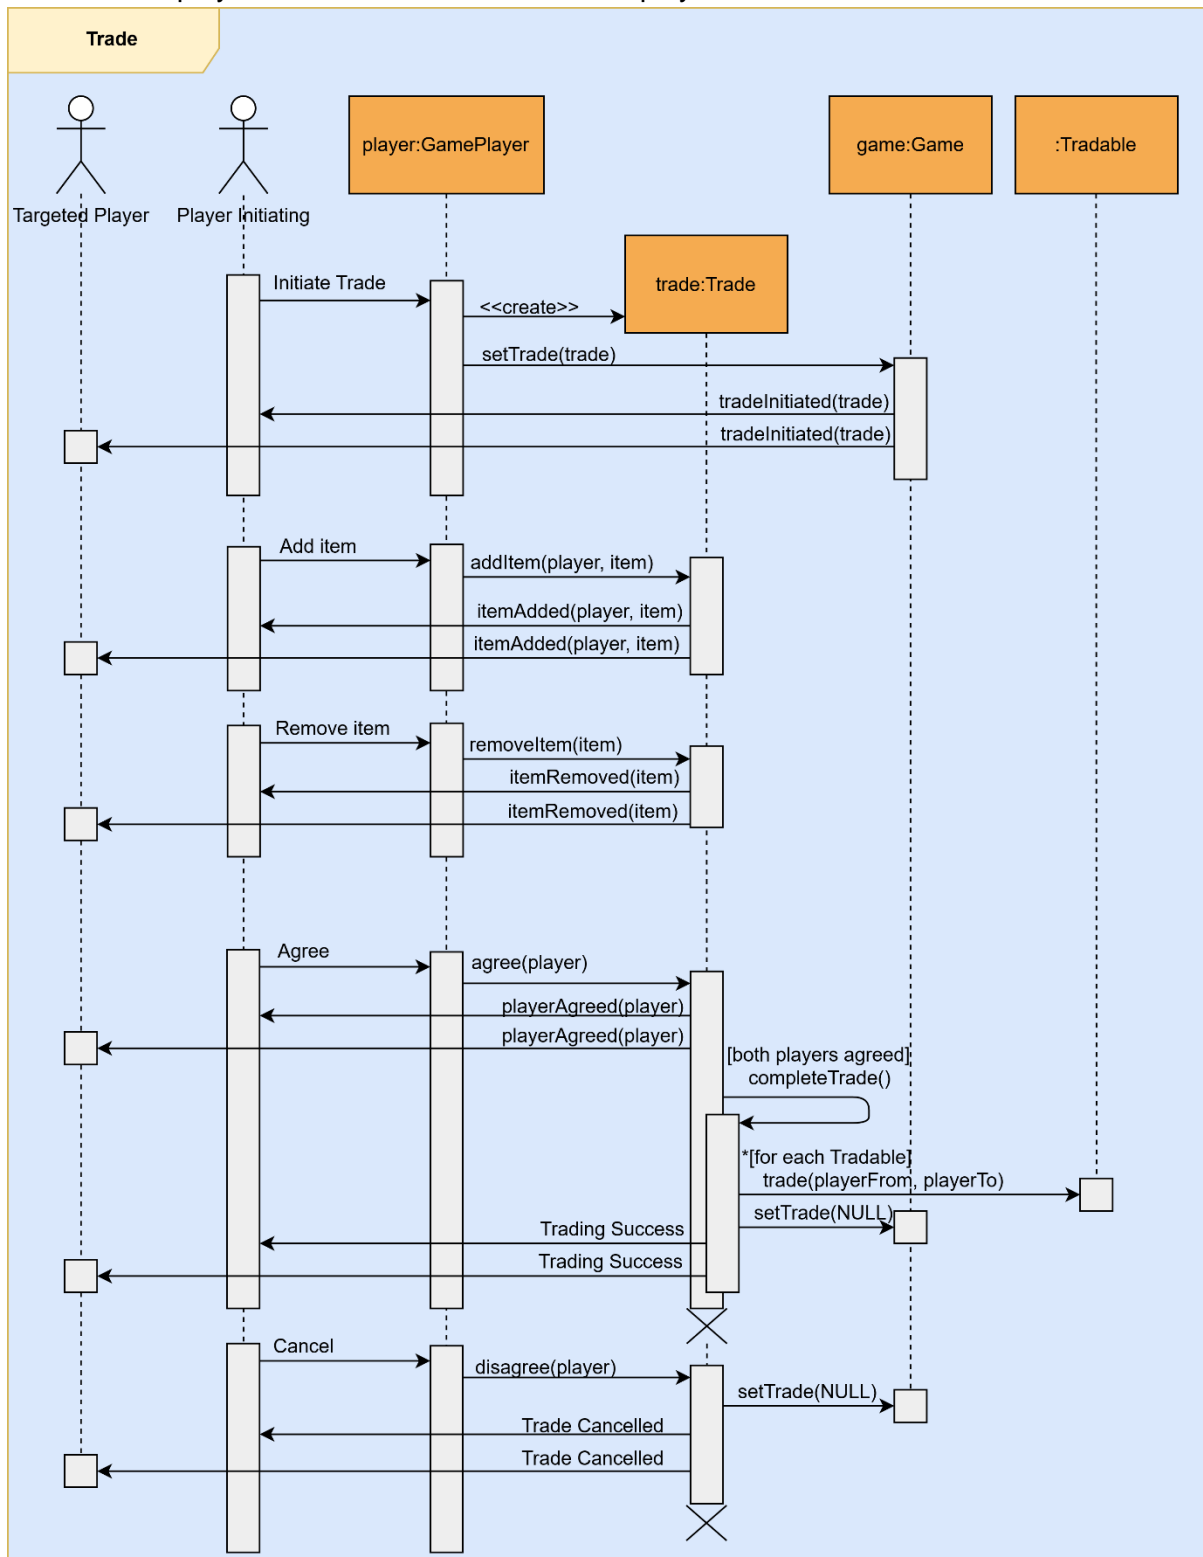 Trade
player:GamePlayer
game:Game
:Tradable
Targeted Player
Player Initiating
trade:Trade
Initiate Trade
<<create>>
setTrade(trade)
tradeInitiated(trade)
tradeInitiated(trade)
Add item
addItem(player, item)
itemAdded(player, item)
itemAdded(player, item)
Remove item
removeItem(item)
itemRemoved(item)
itemRemoved(item)
Agree
agree(player)
playerAgreed(player)
playerAgreed(player)
[both players agreed]
completeTrade()
*[for each Tradable]
trade(playerFrom, playerTo)
setTrade(NULL)
Trading Success
Trading Success
Cancel
disagree(player)
setTrade(NULL)
Trade Cancelled
Trade Cancelled